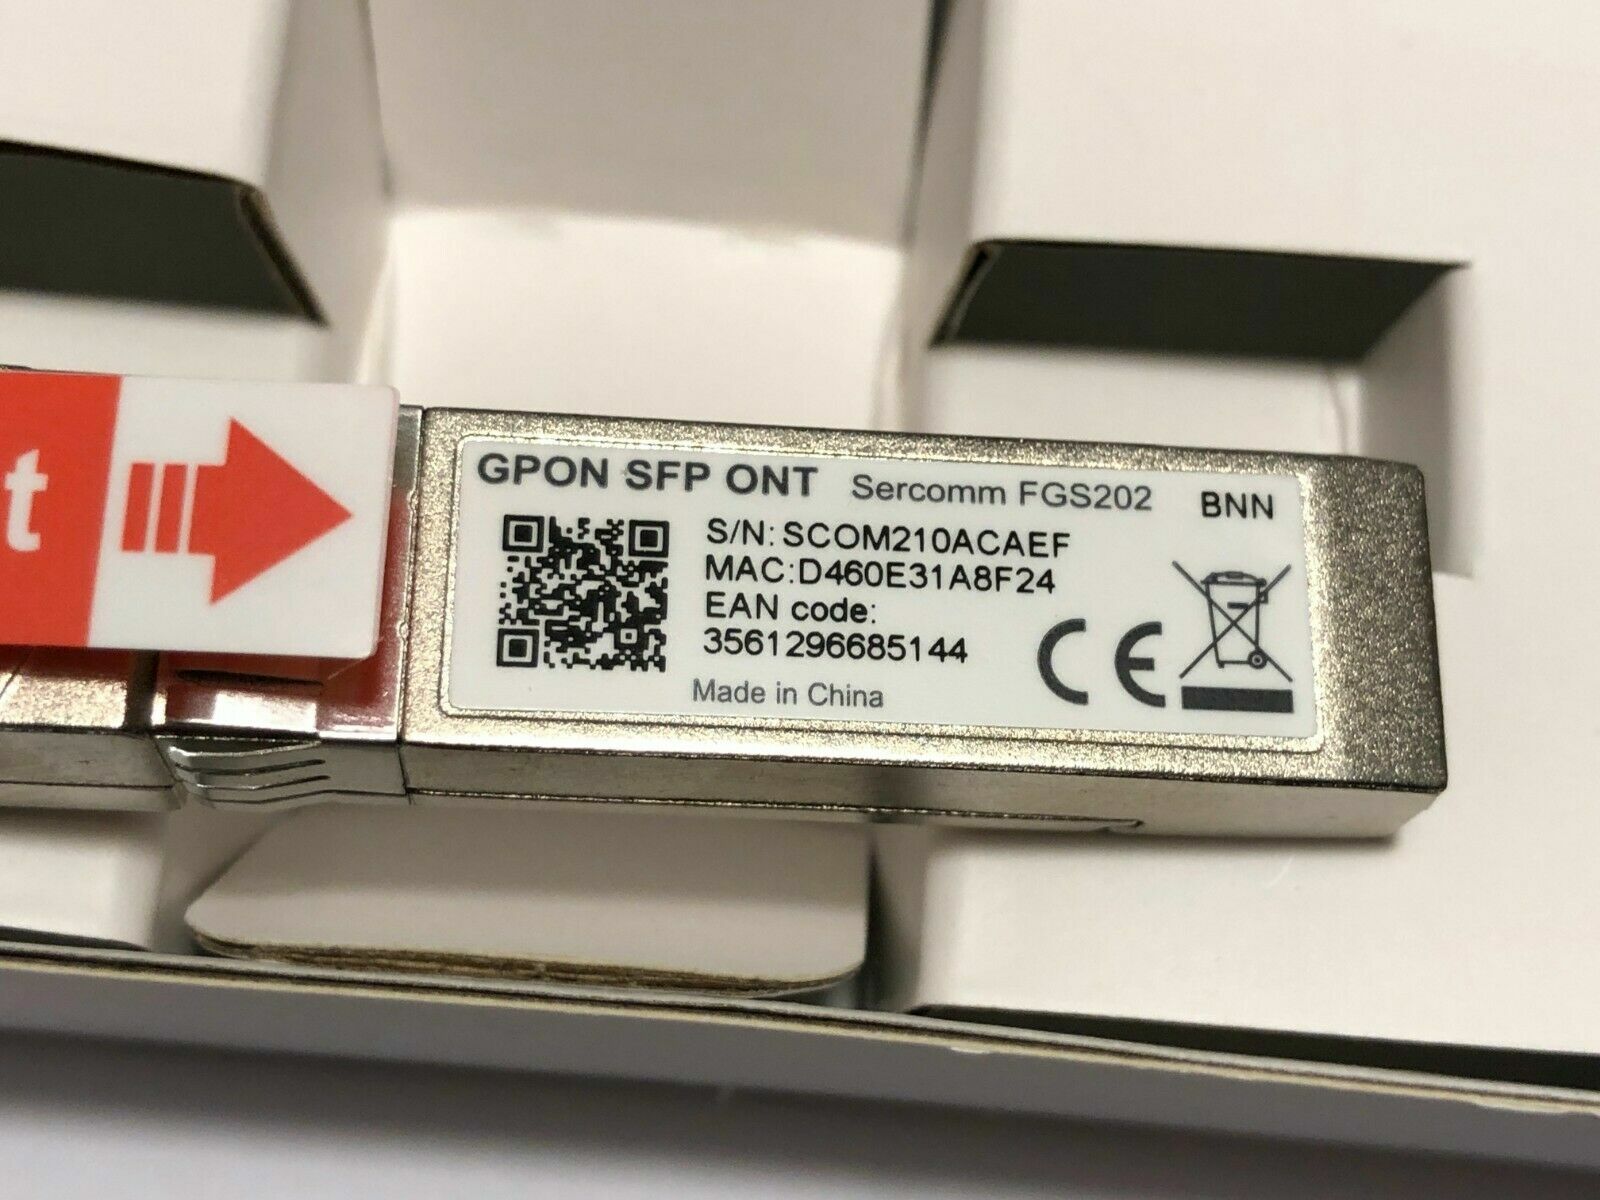 t
GPON SFP ONT Sercomm FGS202 BNN
S/N: SCOM210ACAEF
MAC:D460E31A8F24
EAN code:
3561296685144
Made in China
CE